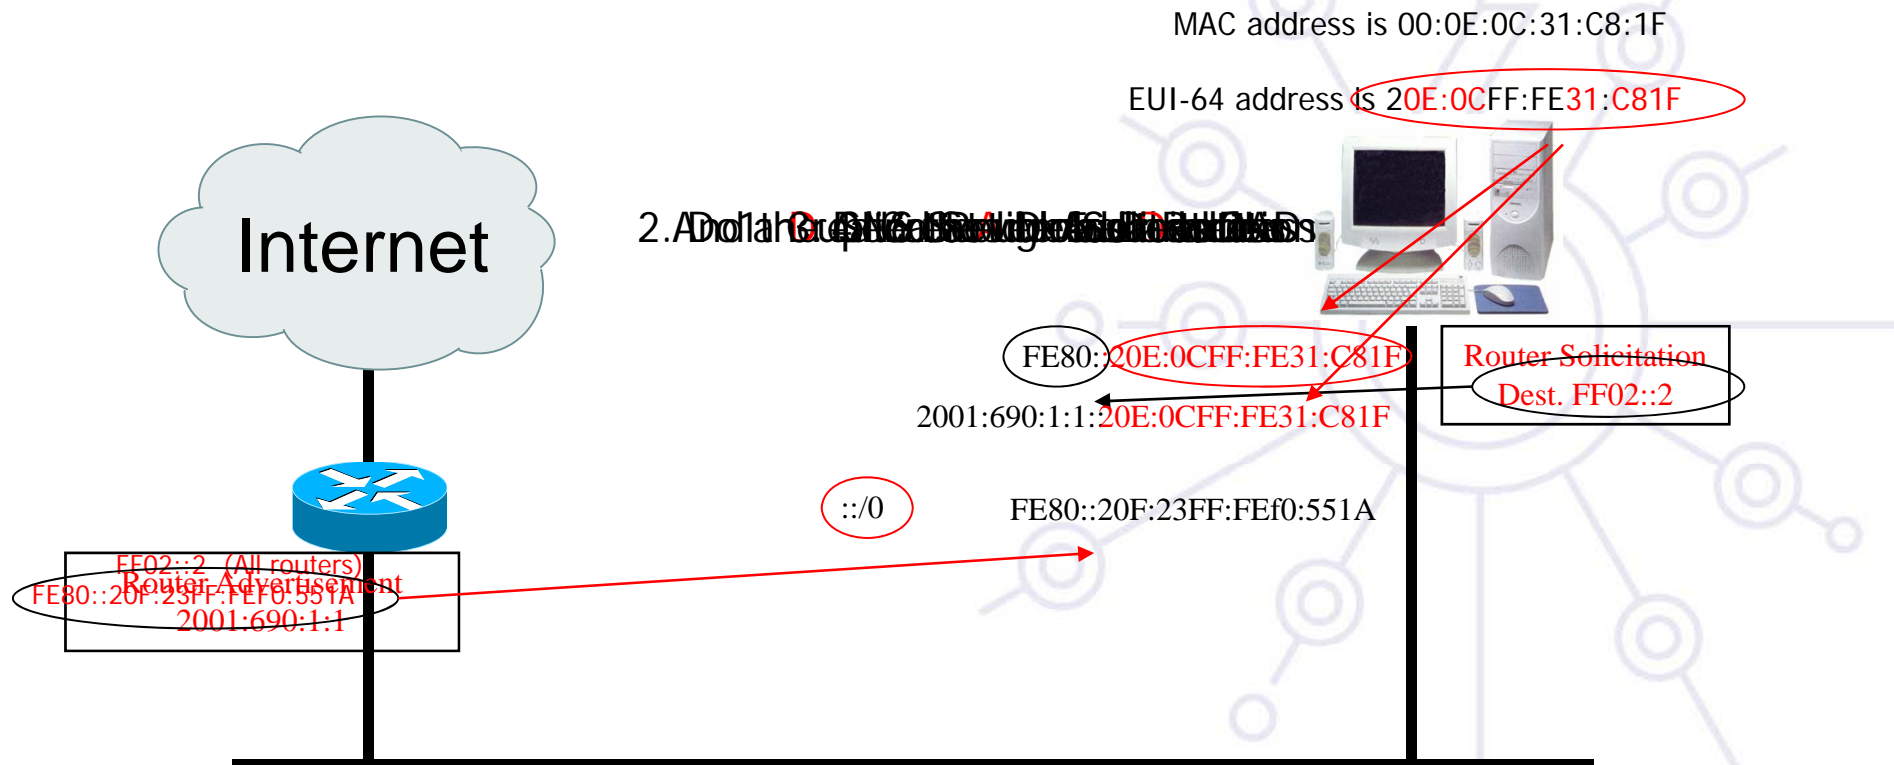 MAC address is 00:0E:0C:31:C8:1F
EUI-64 address is 20E:0CFF:FE31:C81F
Internet
2.
FE80::20E:0CFF:FE31:C81F
Router Solicitation
Dest. FF02::2
2001:690:1:1::20E:0CFF:FE31:C81F
::/0
FE80::20F:23FF:FEf0:551A
FF02::2 (All routers)
Router Advertisement
FE80::20F:23FF:FEF0:551A
2001:690:1:1